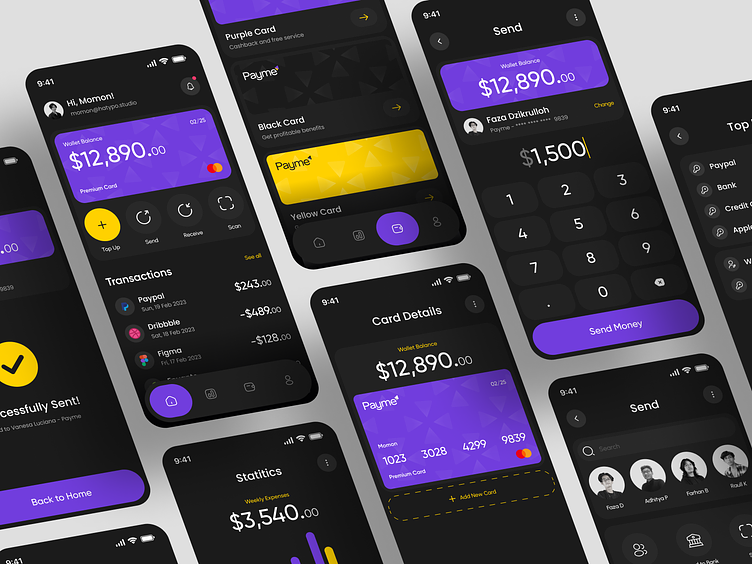 .00
9839
ccessfully Sent!
d to Vanesa Luciana - Payme
Back to Home
9:41
Hi, Momon!
momon@hatypo.studio
Wallet Balance
02/25
$12,890.00
Premium Card
Top Up
Send
Receive
Scan
Transactions
See all
Paypal
Sun, 19 Feb 2023
$243.00
Dribbble
Sat, 18 Feb 2023
-$489.00
Figma
Fri, 17 Feb 2023
-$128.00
9:41
Statitics
Weekly Expenses
$3,540.00
Purple Card
Cashback and free service
Payme
Black Card
Get profitable benefits
Payme
Yellow Card
9:41
Card Details
Wallet Balance
$12,890.00
Payme
02/25
Momon
1023 3028 4299 9839
Premium Card
Add New Card
9:41
Send
Wallet Balance
$12,890.00
Faza Dzikrulloh
Payme - **** **** **** 9839
Change
$1,500
1 2 3
4 5 6
7 8 9
. 0
Send Money
9:41
Send
Search
Faza D
Adhitya P
Farhan B
Rauli K
9:41
Top
Paypal
Bank
Credit
Apple
9:41